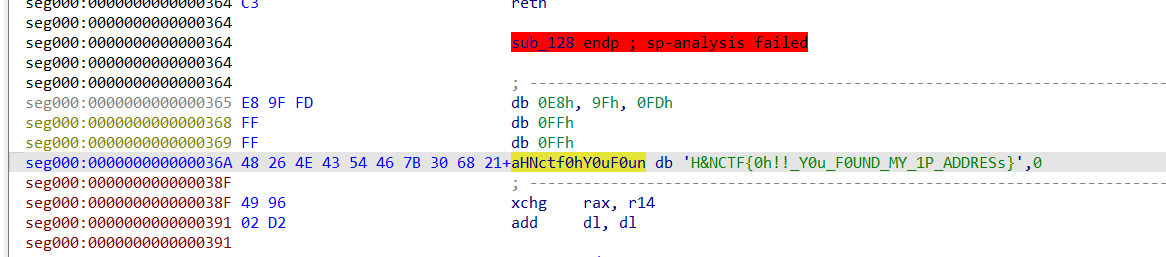 seg000:0000000000000364 C3 retn
seg000:0000000000000364
seg000:0000000000000364 sub_128 endp ; sp-analysis failed
seg000:0000000000000364
seg000:0000000000000364 ; ---------------------------------------------------------------------------
seg000:0000000000000365 E8 9F FD db 0E8h, 9Fh, 0FDh
seg000:0000000000000368 FF db 0FFh
seg000:0000000000000369 FF db 0FFh
seg000:000000000000036A 48 26 4E 43 54 46 7B 30 68 21+aHNctf0hY0uF0un db 'H&NCTF{0h!!_Y0u_F0UND_MY_1P_ADDRESs}',0
seg000:000000000000038F ; ---------------------------------------------------------------------------
seg000:000000000000038F 49 96 xchg rax, r14
seg000:0000000000000391 02 D2 add dl, dl
seg000:0000000000000391